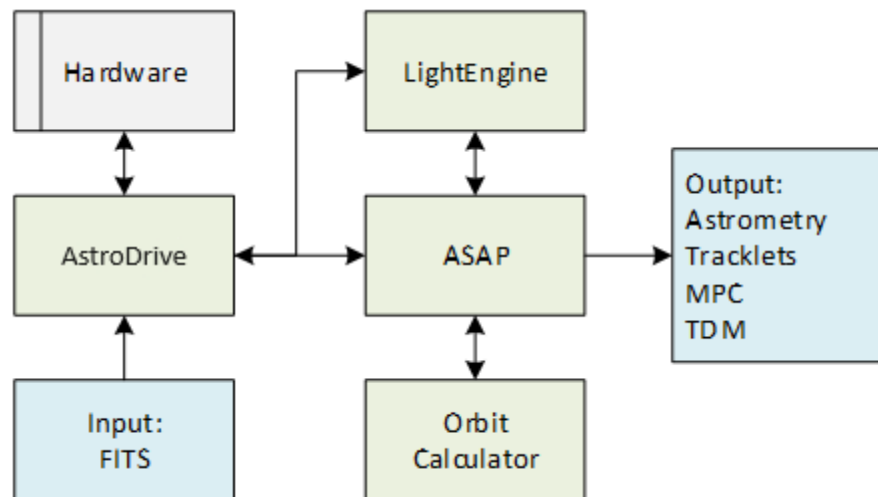 Hardware
LightEngine
AstroDrive
ASAP
Output:
Astrometry
Tracklets
MPC
TDM
Input:
FITS
Orbit
Calculator